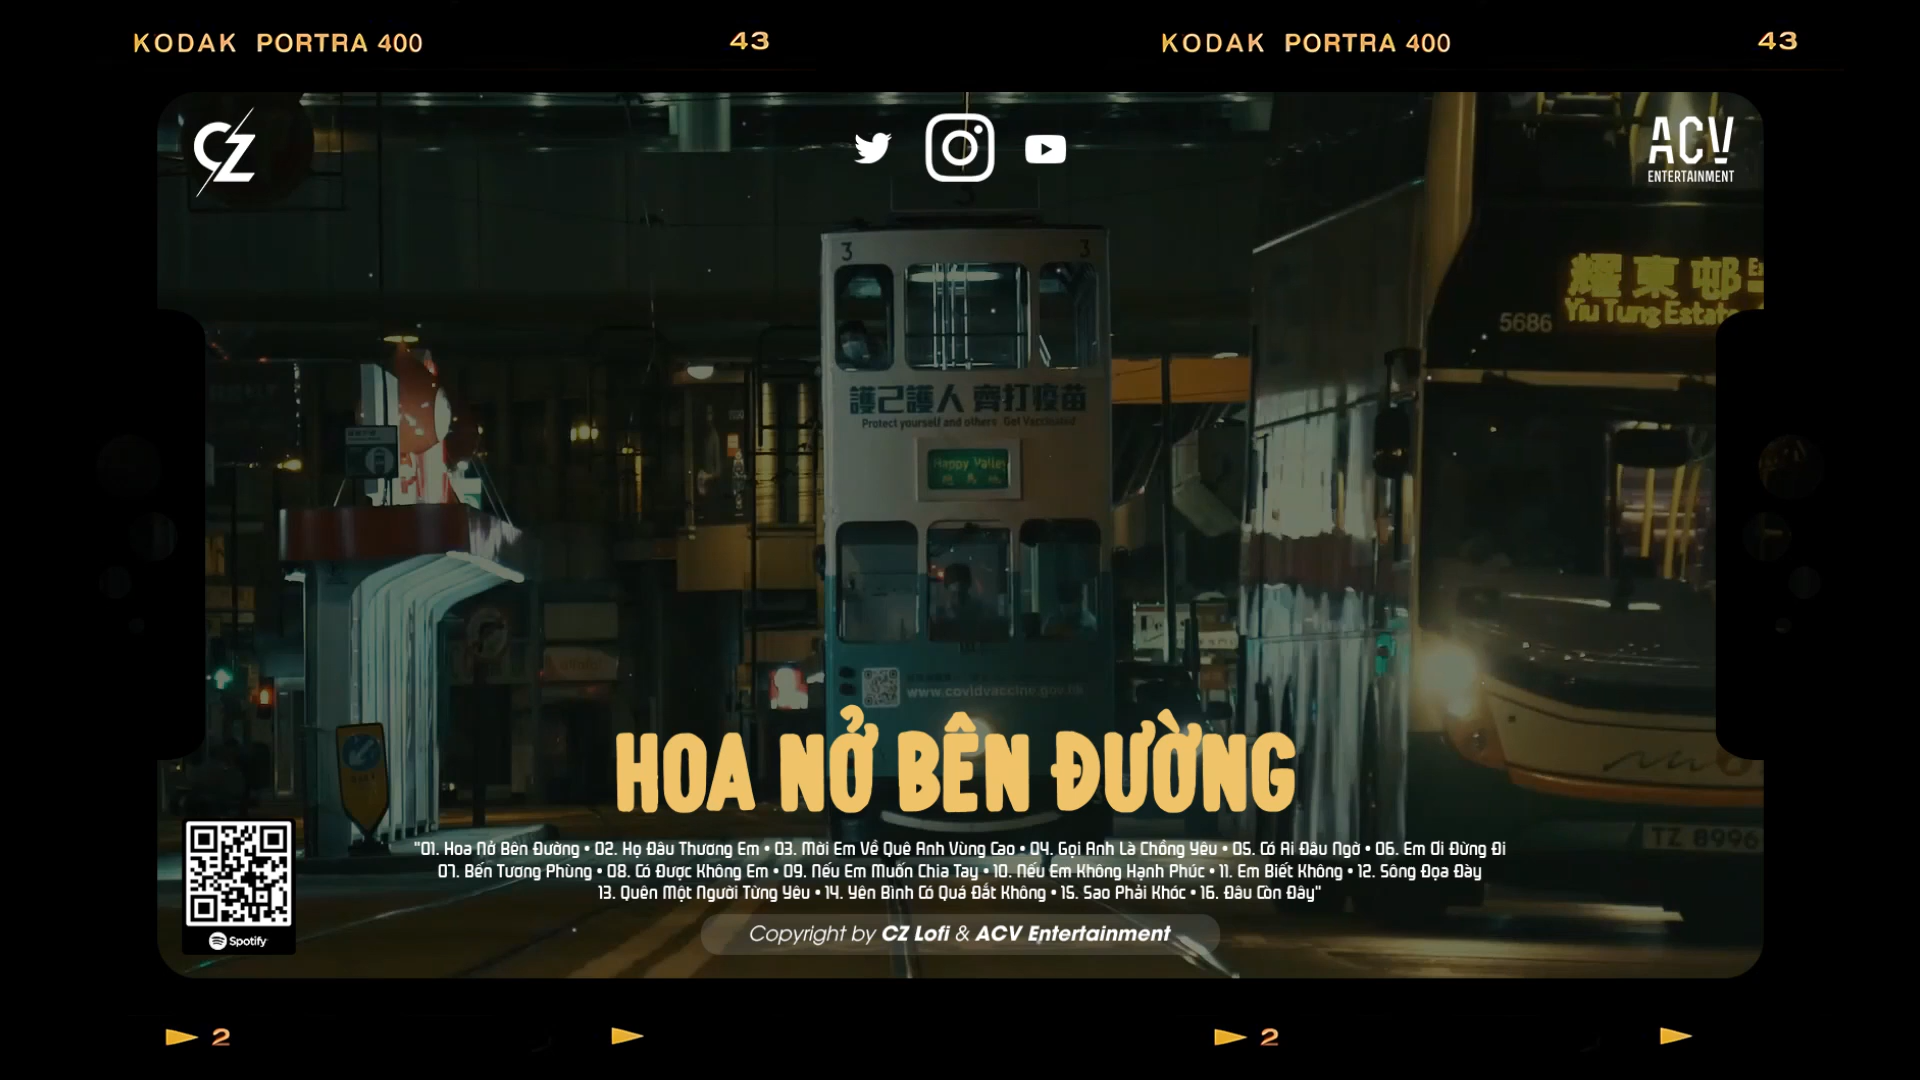 KODAK PORTRA 400 43 KODAK PORTRA 400 43
CZ
ACV
ENTERTAINMENT
3 3
耀東邨
Yiu Tung Estate
5686
護己護人 齊打疫苗
Protect yourself and others Get Vaccinated
Happy Valley
www.covidvaccine.gov.hk
HOA NỞ BÊN ĐƯỜNG
TZ 8996
"01. Hoa Nở Bên Đường • 02. Họ Đâu Thương Em • 03. Mời Em Về Quê Anh Vùng Cao • 04. Gọi Anh Là Chồng Yêu • 05. Có Ai Đâu Ngờ • 06. Em Ơi Đừng Đi
07. Bến Tương Phùng • 08. Có Được Không Em • 09. Nếu Em Muốn Chia Tay • 10. Nếu Em Không Hạnh Phúc • 11. Em Biết Không • 12. Sông Đọa Đày
13. Quên Một Người Từng Yêu • 14. Yên Bình Có Quá Đắt Không • 15. Sao Phải Khóc • 16. Đâu Còn Đây"
Spotify
Copyright by CZ Lofi & ACV Entertainment
2 2